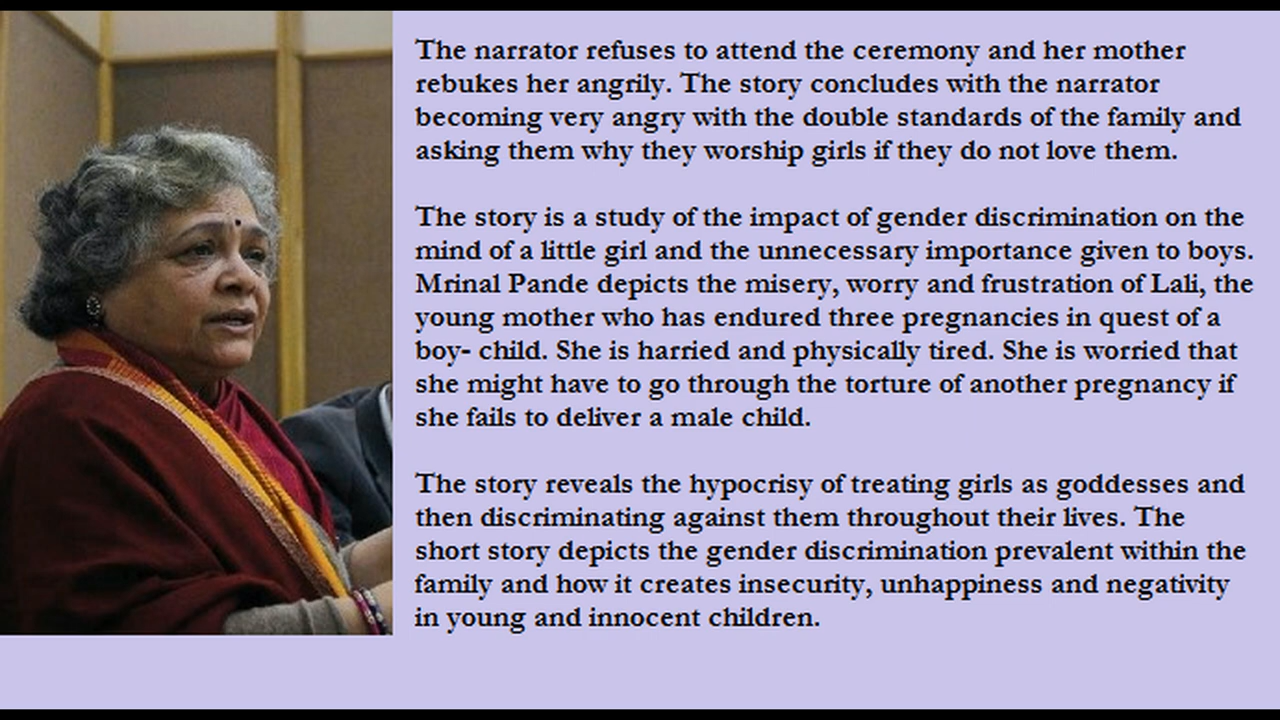 The narrator refuses to attend the ceremony and her mother
rebukes her angrily. The story concludes with the narrator
becoming very angry with the double standards of the family and
asking them why they worship girls if they do not love them.
The story is a study of the impact of gender discrimination on the
mind of a little girl and the unnecessary importance given to boys.
Mrinal Pande depicts the misery, worry and frustration of Lali, the
young mother who has endured three pregnancies in quest of a
boy- child. She is harried and physically tired. She is worried that
she might have to go through the torture of another pregnancy if
she fails to deliver a male child.
The story reveals the hypocrisy of treating girls as goddesses and
then discriminating against them throughout their lives. The
short story depicts the gender discrimination prevalent within the
family and how it creates insecurity, unhappiness and negativity
in young and innocent children.